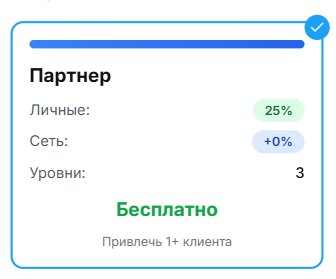 Партнер
Личные: 25%
Сеть: +0%
Уровни: 3
Бесплатно
Привлечь 1+ клиента